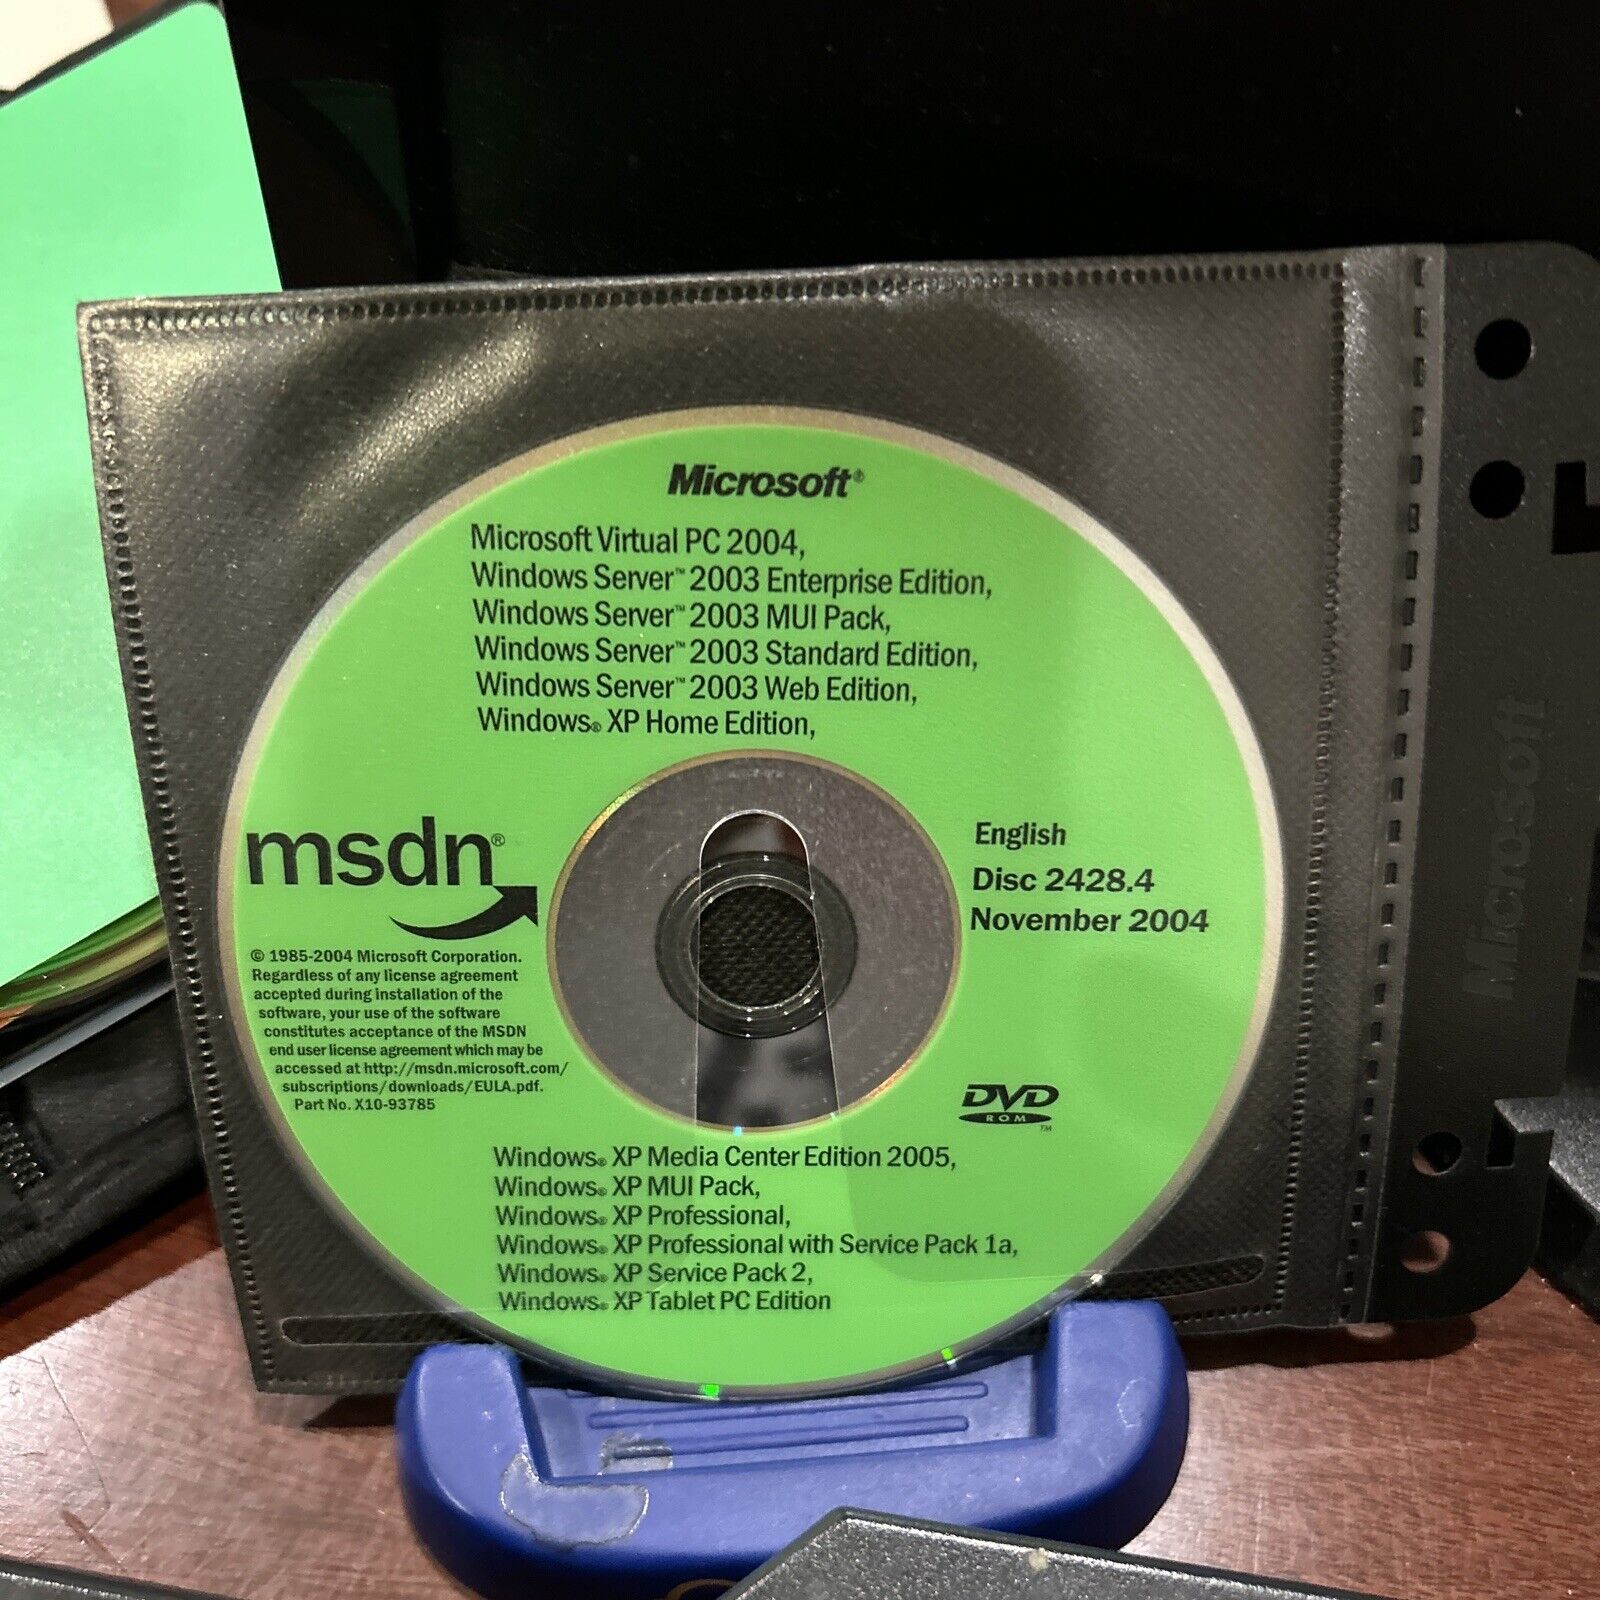 Microsoft®
Microsoft Virtual PC 2004,
Windows Server™ 2003 Enterprise Edition,
Windows Server™ 2003 MUI Pack,
Windows Server™ 2003 Standard Edition,
Windows Server™ 2003 Web Edition,
Windows® XP Home Edition,
msdn®
© 1985-2004 Microsoft Corporation.
Regardless of any license agreement
accepted during installation of the
software, your use of the software
constitutes acceptance of the MSDN
end user license agreement which may be
accessed at http://msdn.microsoft.com/
subscriptions/downloads/EULA.pdf.
Part No. X10-93785
English
Disc 2428.4
November 2004
DVD
ROM
™
Windows® XP Media Center Edition 2005,
Windows® XP MUI Pack,
Windows® XP Professional,
Windows® XP Professional with Service Pack 1a,
Windows® XP Service Pack 2,
Windows® XP Tablet PC Edition
Microsoft